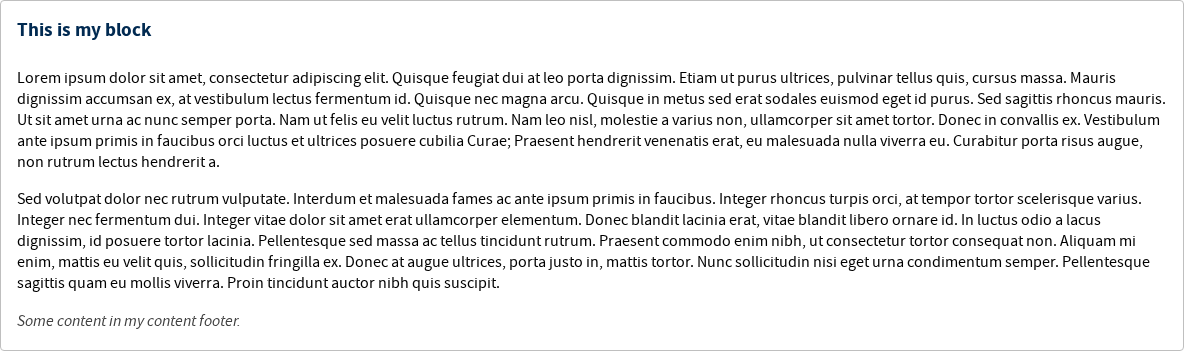 This is my block
Lorem ipsum dolor sit amet, consectetur adipiscing elit. Quisque feugiat dui at leo porta dignissim. Etiam ut purus ultrices, pulvinar tellus quis, cursus massa. Mauris
dignissim accumsan ex, at vestibulum lectus fermentum id. Quisque nec magna arcu. Quisque in metus sed erat sodales euismod eget id purus. Sed sagittis rhoncus mauris.
Ut sit amet urna ac nunc semper porta. Nam ut felis eu velit luctus rutrum. Nam leo nisl, molestie a varius non, ullamcorper sit amet tortor. Donec in convallis ex. Vestibulum
ante ipsum primis in faucibus orci luctus et ultrices posuere cubilia Curae; Praesent hendrerit venenatis erat, eu malesuada nulla viverra eu. Curabitur porta risus augue,
non rutrum lectus hendrerit a.
Sed volutpat dolor nec rutrum vulputate. Interdum et malesuada fames ac ante ipsum primis in faucibus. Integer rhoncus turpis orci, at tempor tortor scelerisque varius.
Integer nec fermentum dui. Integer vitae dolor sit amet erat ullamcorper elementum. Donec blandit lacinia erat, vitae blandit libero ornare id. In luctus odio a lacus
dignissim, id posuere tortor lacinia. Pellentesque sed massa ac tellus tincidunt rutrum. Praesent commodo enim nibh, ut consectetur tortor consequat non. Aliquam mi
enim, mattis eu velit quis, sollicitudin fringilla ex. Donec at augue ultrices, porta justo in, mattis tortor. Nunc sollicitudin nisi eget urna condimentum semper. Pellentesque
sagittis quam eu mollis viverra. Proin tincidunt auctor nibh quis suscipit.
Some content in my content footer.